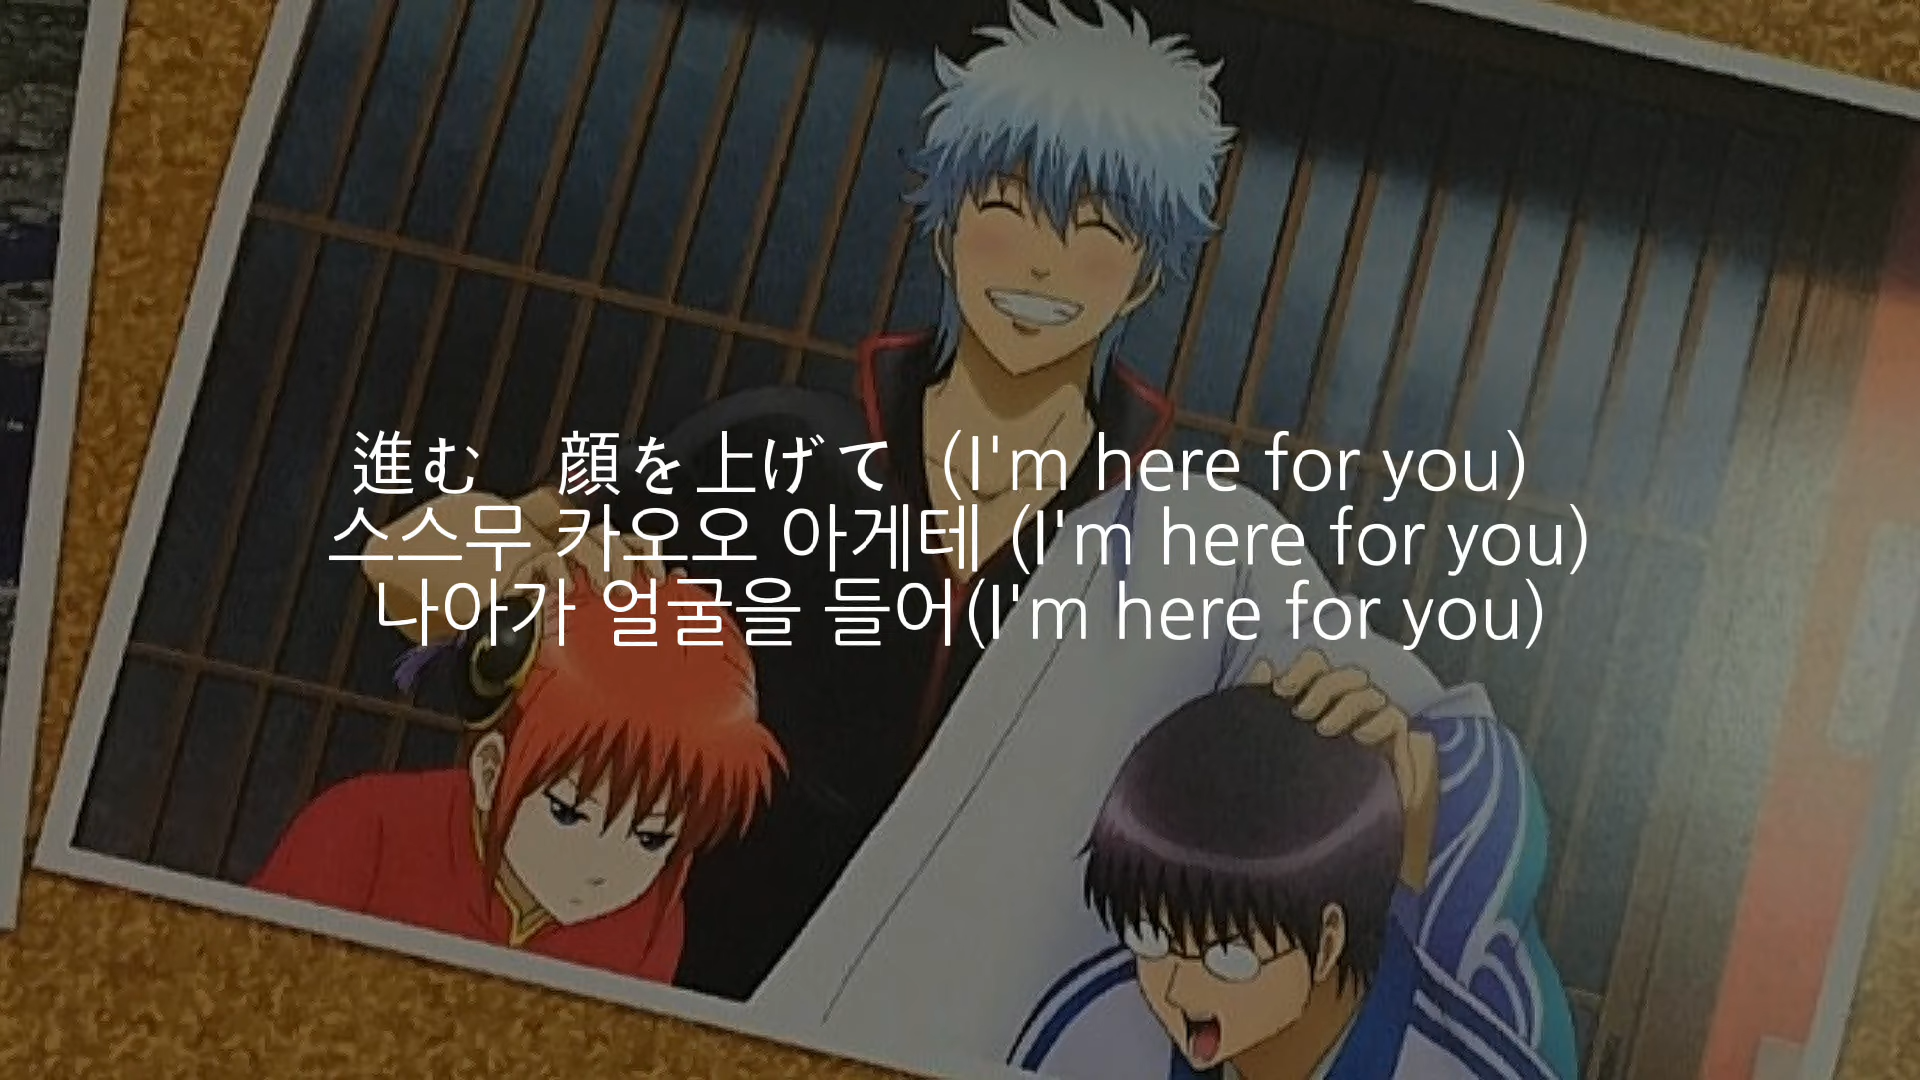 進む　顔を上げて (I'm here for you)
스스무 카오오 아게테 (I'm here for you)
나아가 얼굴을 들어(I'm here for you)